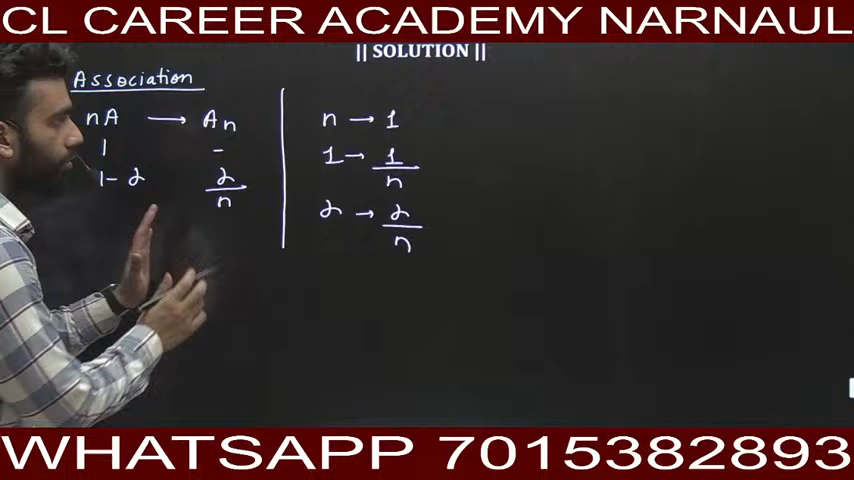 CL CAREER ACADEMY NARNAUL
|| SOLUTION ||
Association
nA ⟶ An
1 -
1-α α/n
n → 1
1 → 1/n
α → α/n
WHATSAPP 7015382893